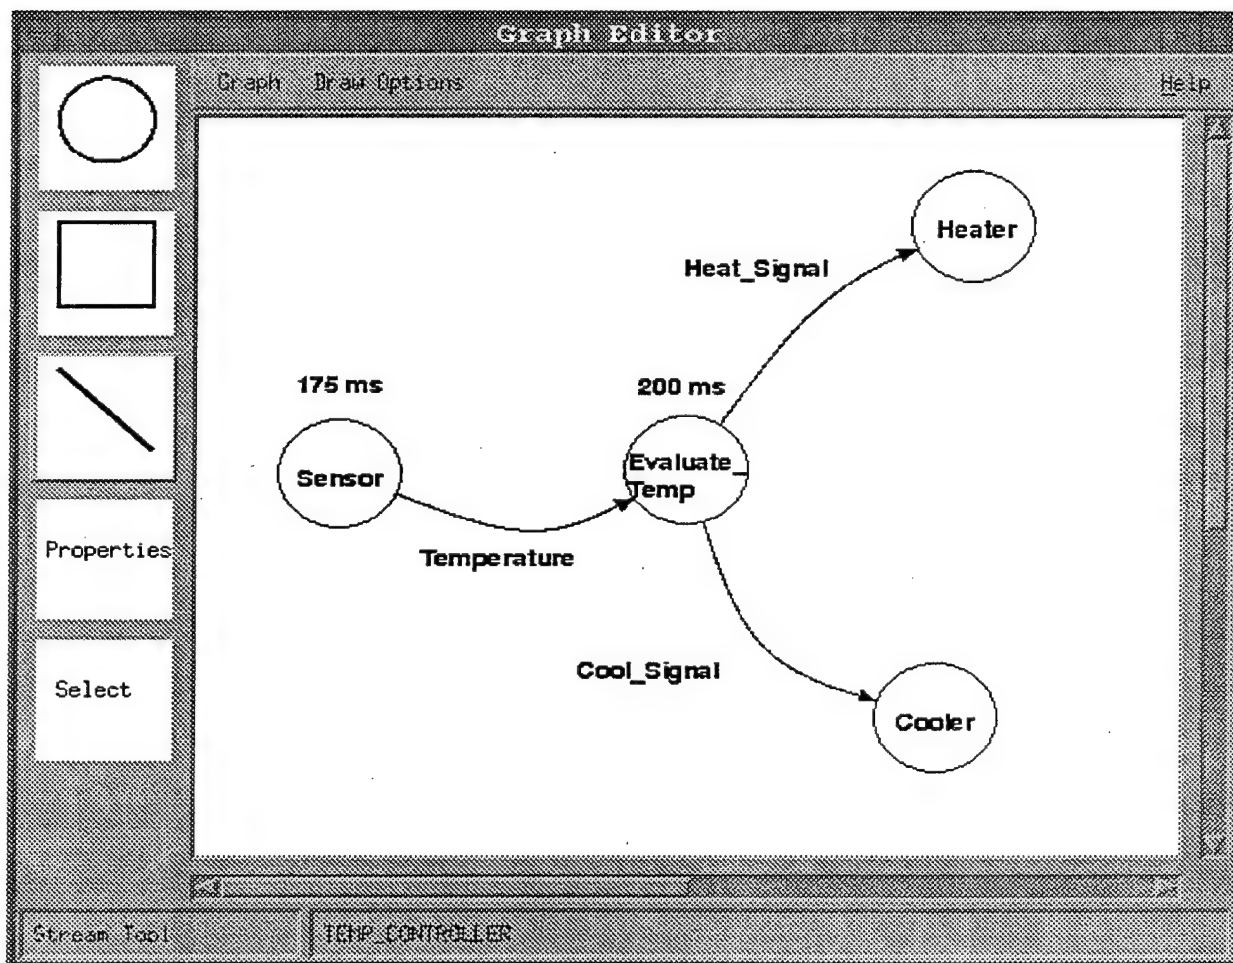 Graph Editor
Graph Draw Options Help
Heater
Heat_Signal
175 ms
200 ms
Sensor
Evaluate_
Temp
Temperature
Cool_Signal
Cooler
Properties
Select
Stream Tool
TEMP_CONTROLLER